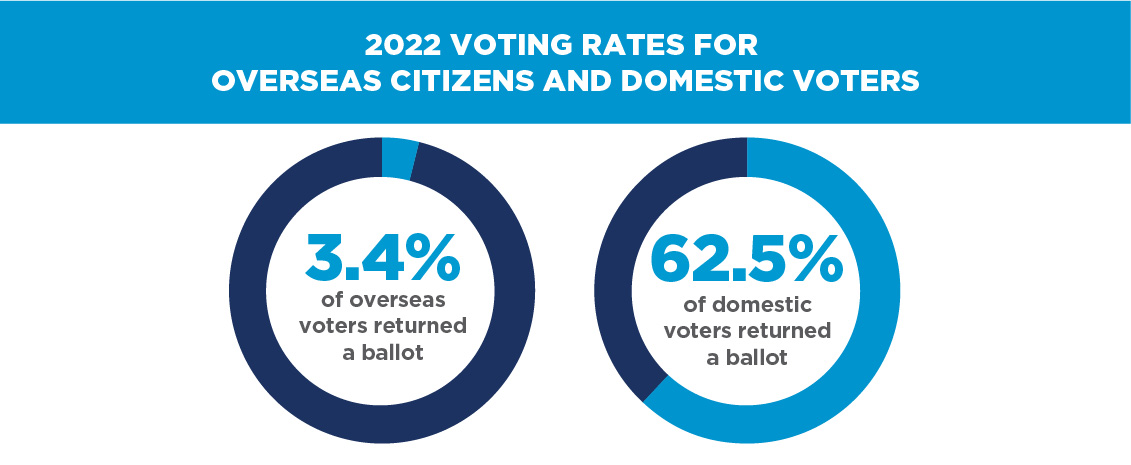 2022 VOTING RATES FOR
OVERSEAS CITIZENS AND DOMESTIC VOTERS
3.4%
of overseas
voters returned
a ballot
62.5%
of domestic
voters returned
a ballot